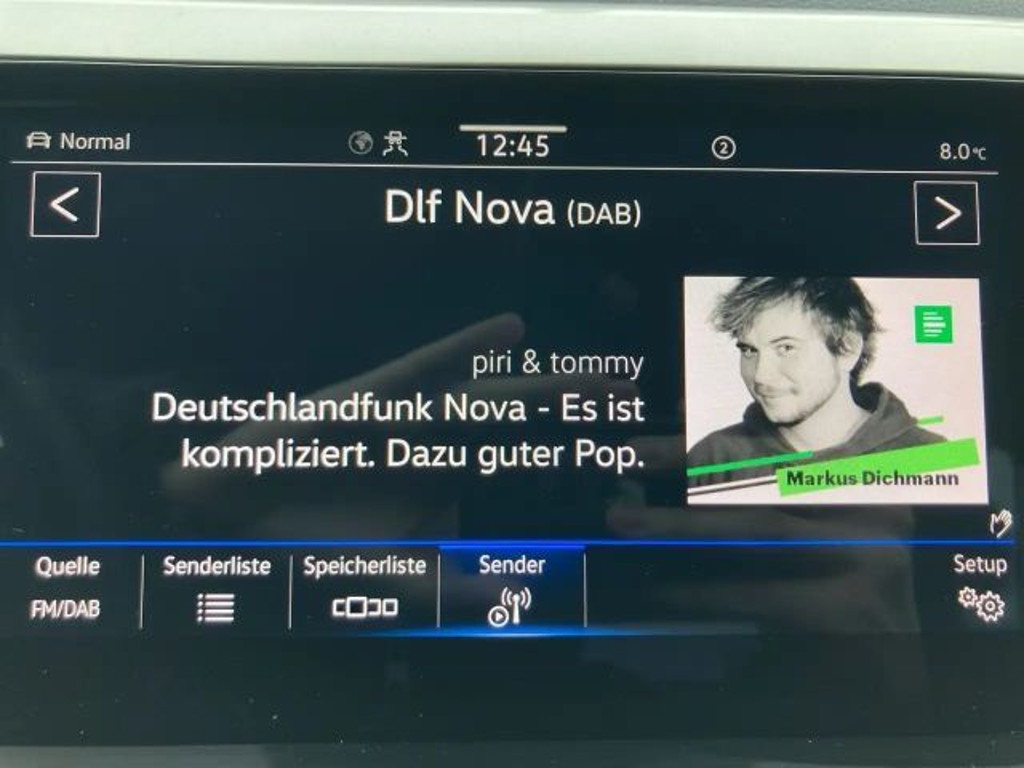 Normal
12:45
2
8.0°C
<
Dlf Nova (DAB)
>
piri & tommy
Deutschlandfunk Nova - Es ist
kompliziert. Dazu guter Pop.
Markus Dichmann
Quelle
Senderliste
Speicherliste
Sender
Setup
FM/DAB